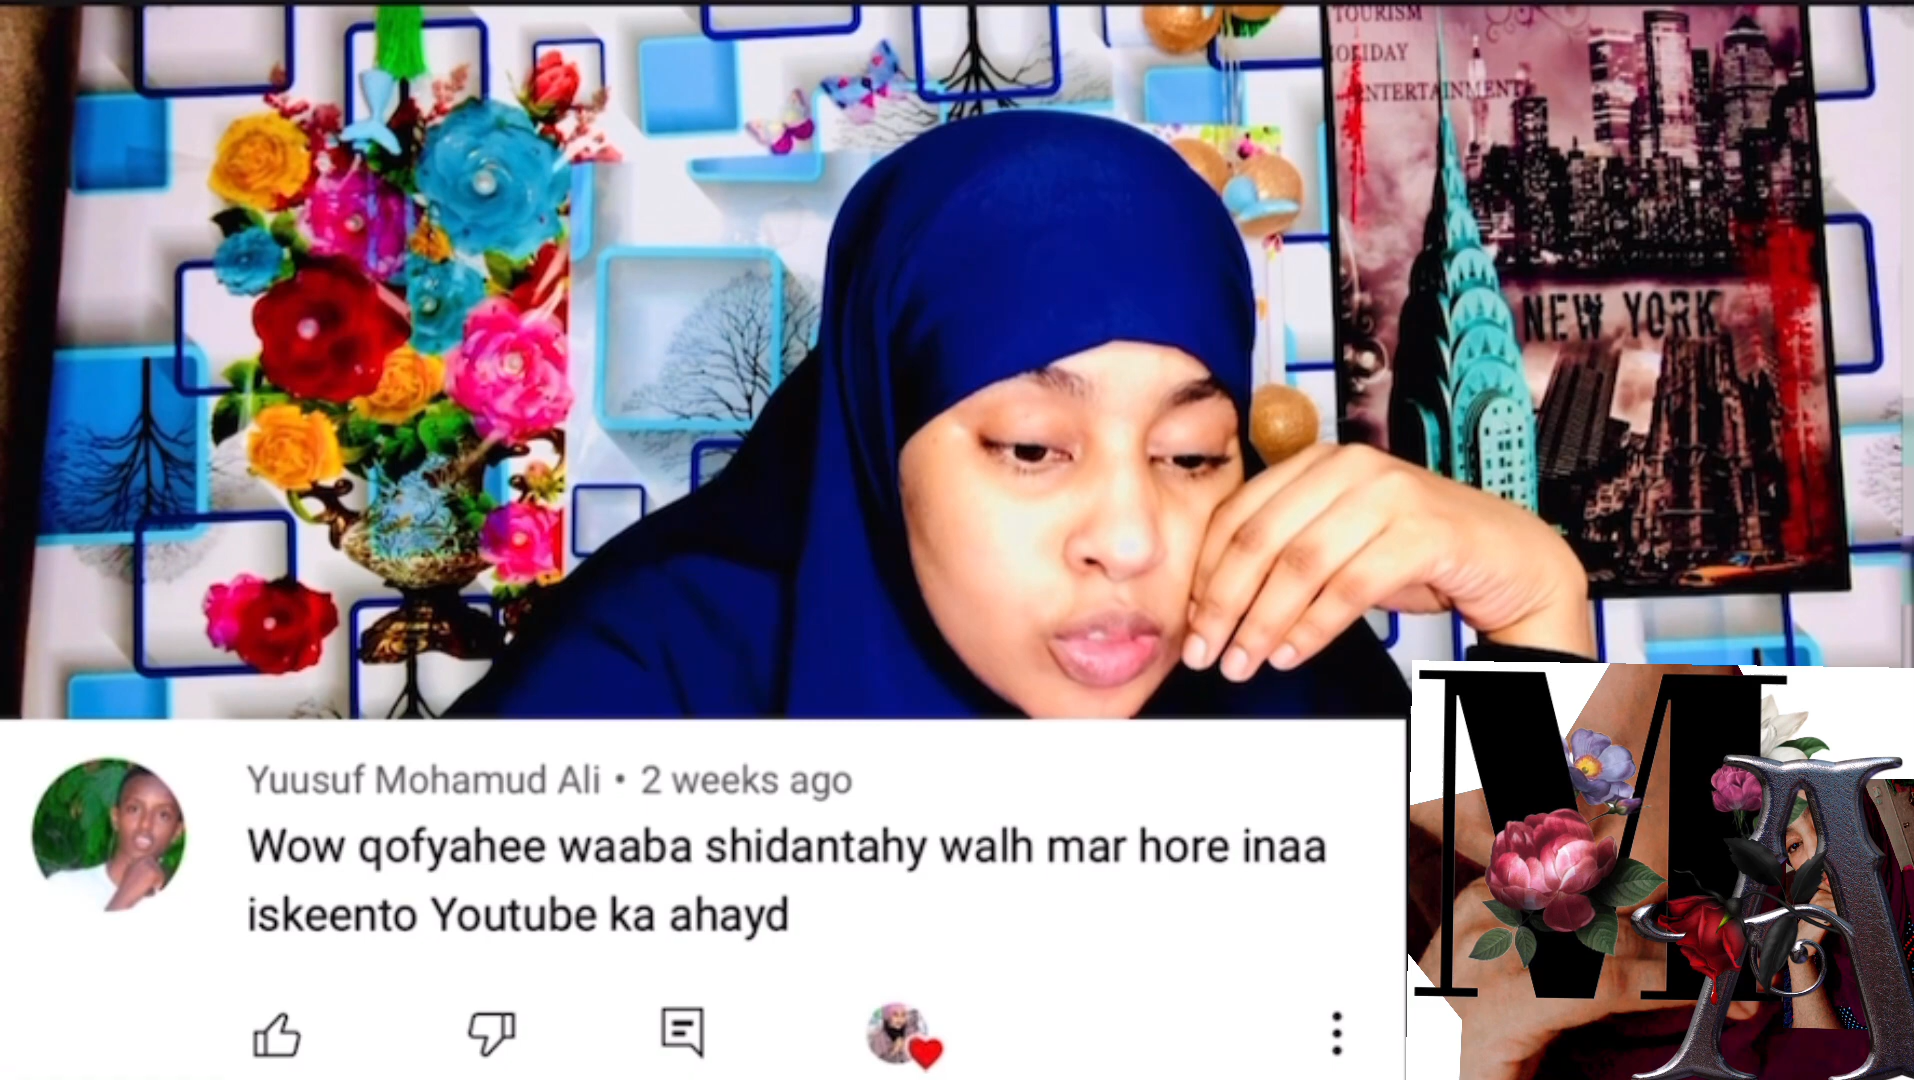 TOURISM
HOLIDAY
ENTERTAINMENT
NEW YORK
Yuusuf Mohamud Ali • 2 weeks ago
Wow qofyahee waaba shidantahy walh mar hore inaa
iskeento Youtube ka ahayd
M
A